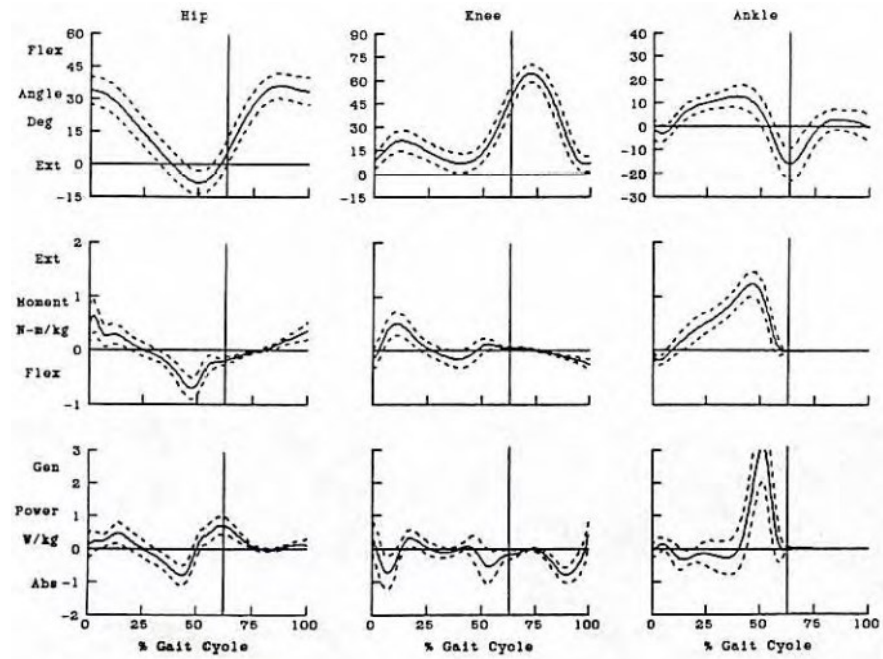 Hip Knee Ankle
60 90 40
Flex 45 75 30
Angle 30 60 20
Deg 15 45 10
Ext 0 30 0
-15 15 -10
0 -20
-15 -30
2
Ext
1
Moment
N-m/kg
0
Flex
-1
3
Gen 2
Power 1
W/kg 0
Abs -1
-2
0 25 50 75 100 0 25 50 75 100 0 25 50 75 100
% Gait Cycle % Gait Cycle % Gait Cycle